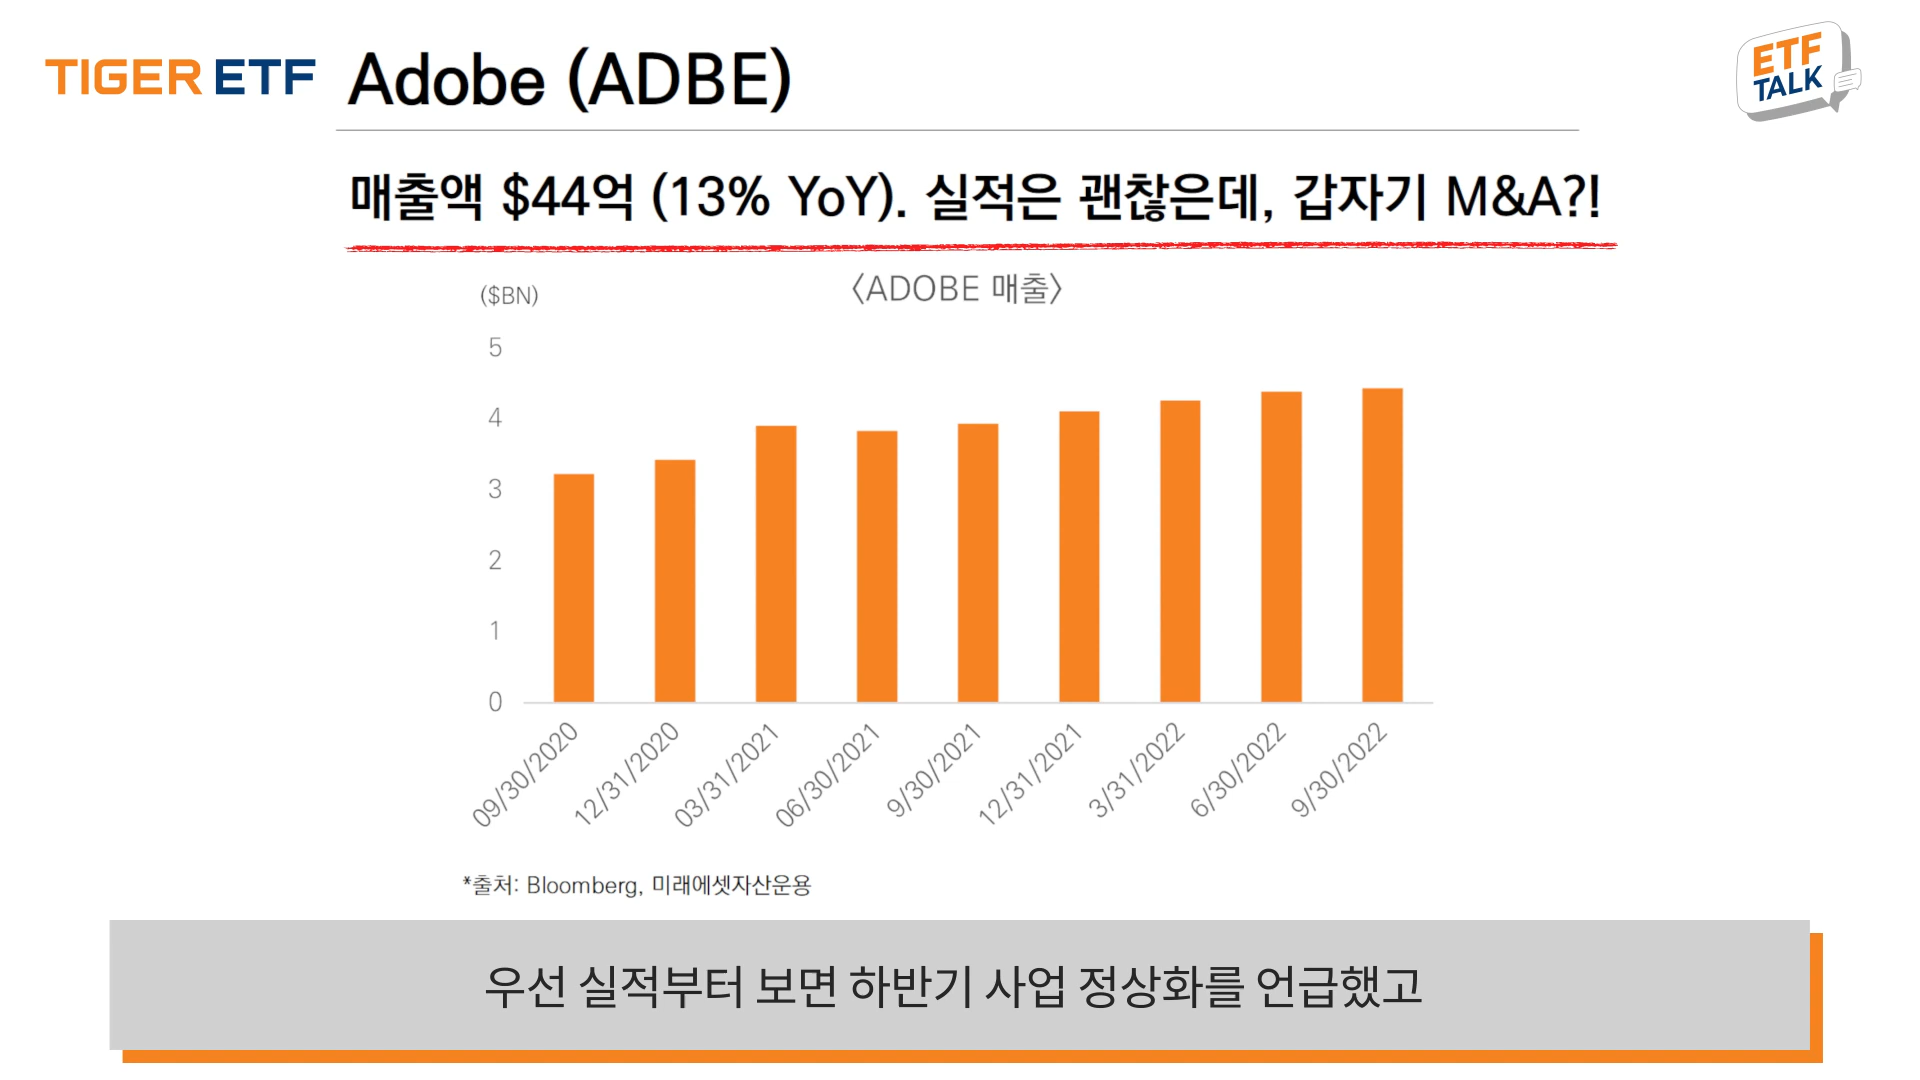 TIGER ETF
Adobe (ADBE)
ETF
TALK
매출액 $44억 (13% YoY). 실적은 괜찮은데, 갑자기 M&A?!
($BN)
〈ADOBE 매출〉
5
4
3
2
1
0
09/30/2020
12/31/2020
03/31/2021
06/30/2021
9/30/2021
12/31/2021
3/31/2022
6/30/2022
9/30/2022
*출처: Bloomberg, 미래에셋자산운용
우선 실적부터 보면 하반기 사업 정상화를 언급했고